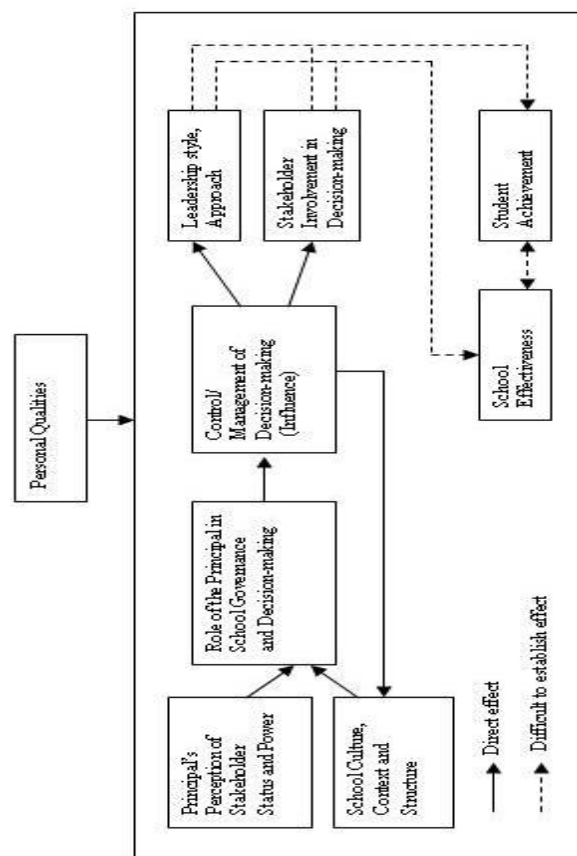 Personal Qualities
Principal's
Perception of
Stakeholder
Status and Power
Role of the Principal in
School Governance
and Decision-making
Control/
Management of
Decision-making
(Influence)
Leadership style,
Approach
School Culture,
Context and
Structure
Stakeholder
Involvement in
Decision-making
School
Effectiveness
Student
Achievement
Direct effect
Difficult to establish effect